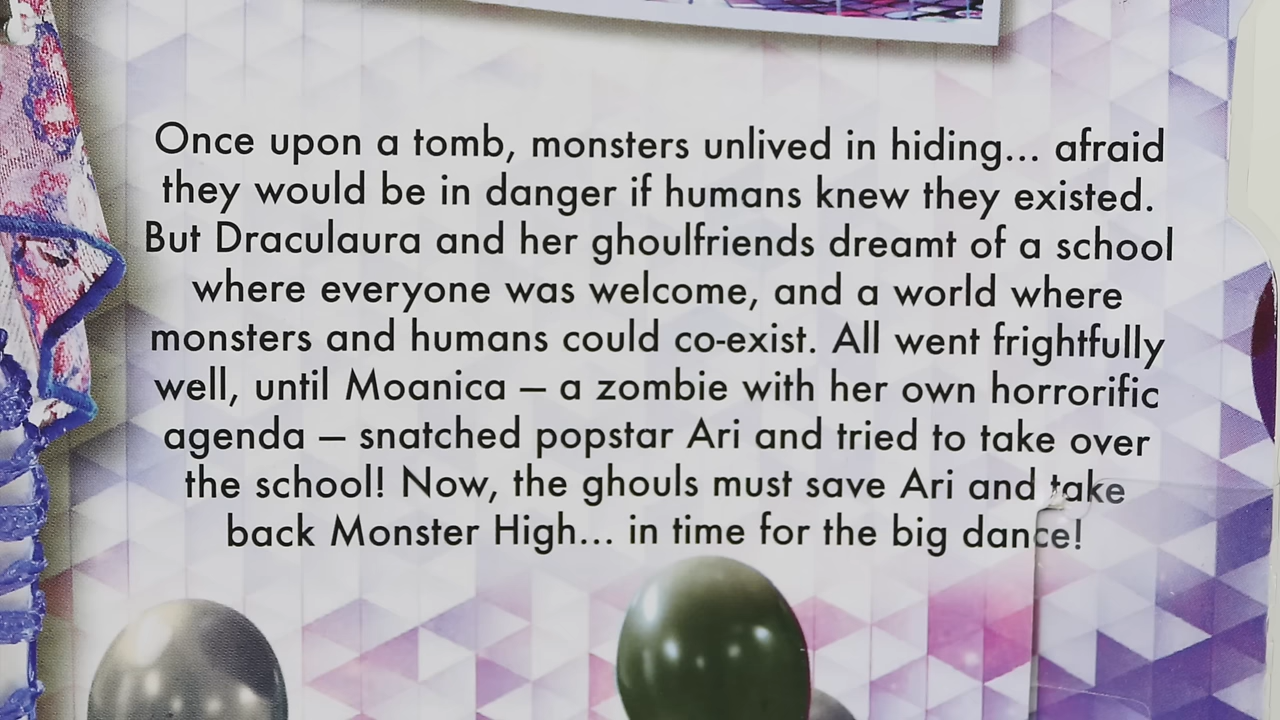 Once upon a tomb, monsters unlived in hiding... afraid
they would be in danger if humans knew they existed.
But Draculaura and her ghoulfriends dreamt of a school
where everyone was welcome, and a world where
monsters and humans could co-exist. All went frightfully
well, until Moanica – a zombie with her own horrorific
agenda – snatched popstar Ari and tried to take over
the school! Now, the ghouls must save Ari and take
back Monster High... in time for the big dance!